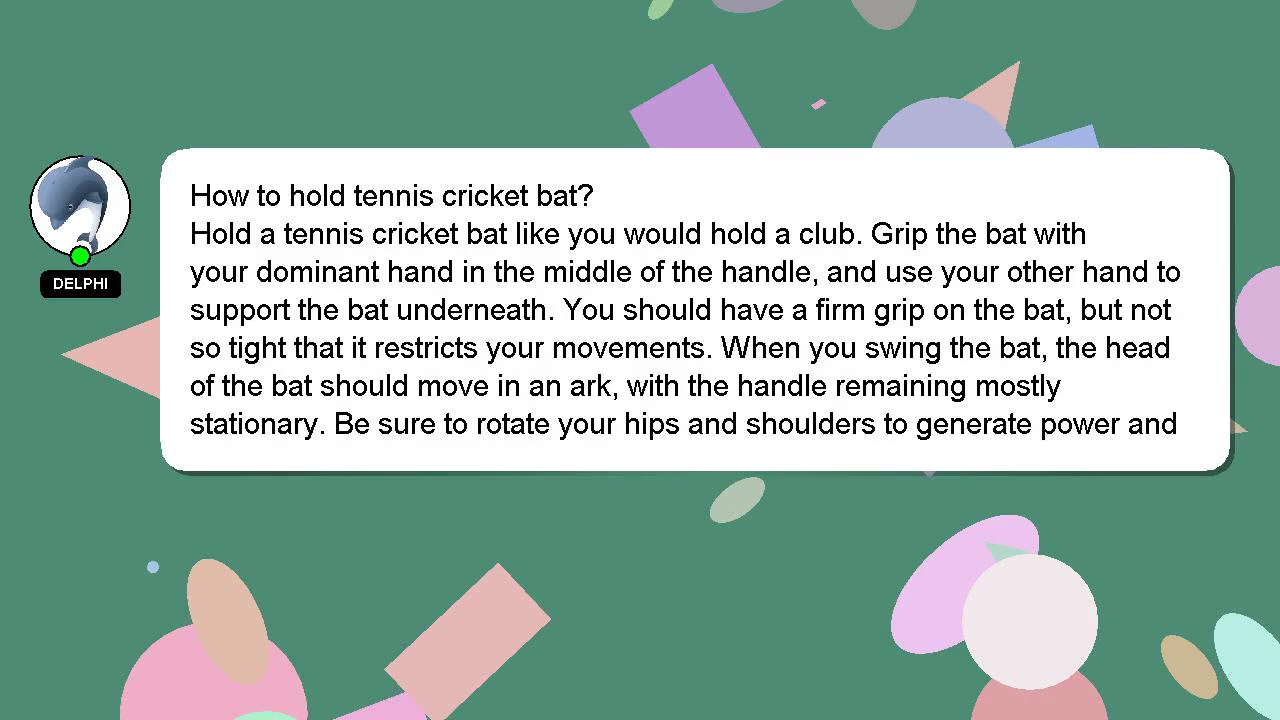 DELPHI
How to hold tennis cricket bat?
Hold a tennis cricket bat like you would hold a club. Grip the bat with
your dominant hand in the middle of the handle, and use your other hand to
support the bat underneath. You should have a firm grip on the bat, but not
so tight that it restricts your movements. When you swing the bat, the head
of the bat should move in an ark, with the handle remaining mostly
stationary. Be sure to rotate your hips and shoulders to generate power and